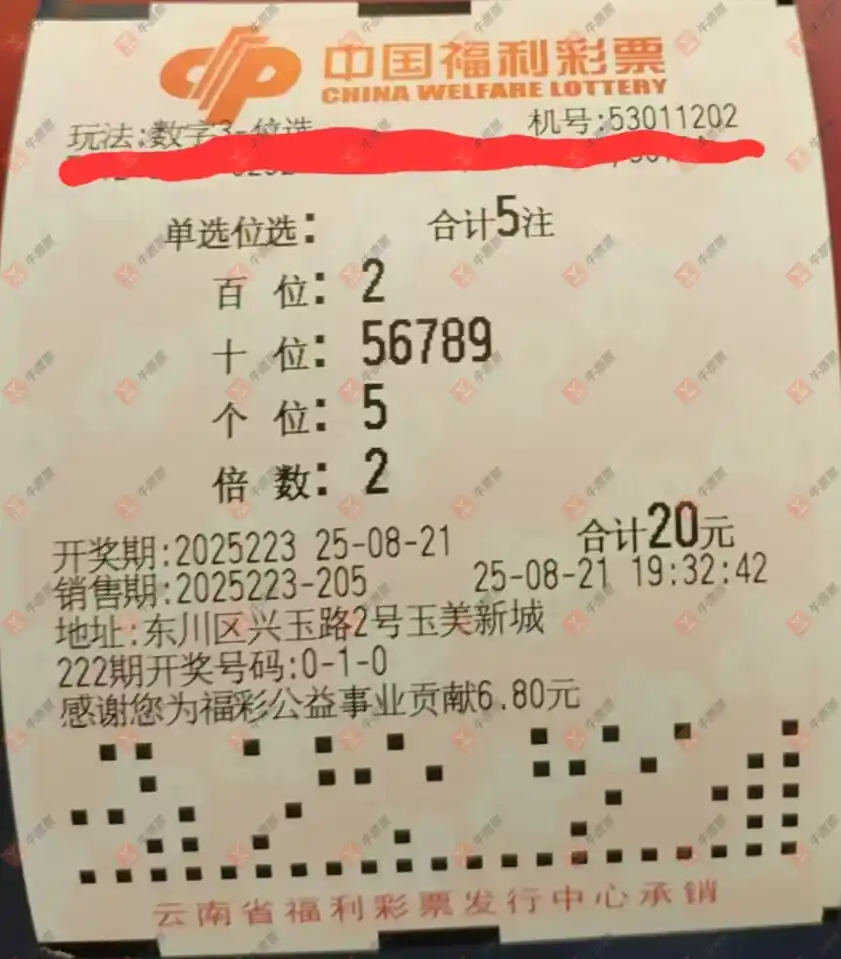 中国福利彩票
CHINA WELFARE LOTTERY
玩法:数字3-位选 机号:53011202
单选位选: 合计5注
百 位: 2
十 位: 56789
个 位: 5
倍 数: 2
合计20元
开奖期:2025223 25-08-21
销售期:2025223-205 25-08-21 19:32:42
地址:东川区兴玉路2号玉美新城
222期开奖号码:0-1-0
感谢您为福彩公益事业贡献6.80元
云南省福利彩票发行中心承销